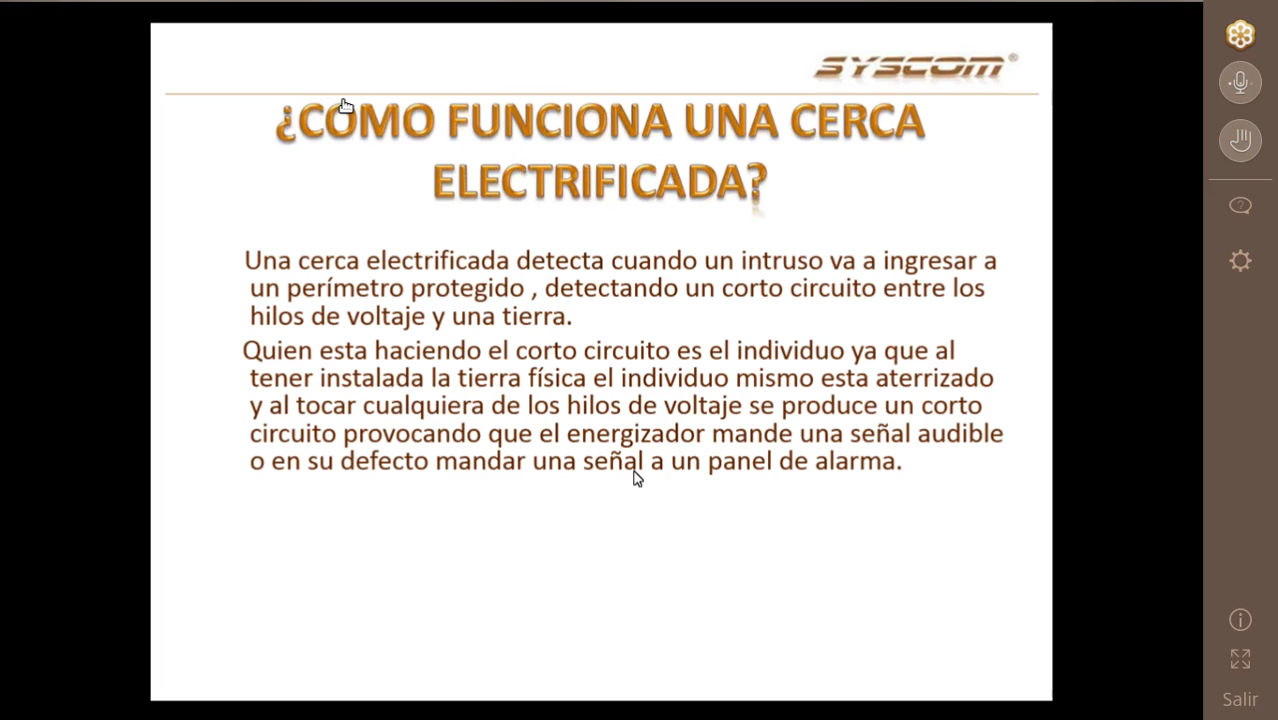 SYSCOM®
¿COMO FUNCIONA UNA CERCA
ELECTRIFICADA?
Una cerca electrificada detecta cuando un intruso va a ingresar a
un perímetro protegido , detectando un corto circuito entre los
hilos de voltaje y una tierra.
Quien esta haciendo el corto circuito es el individuo ya que al
tener instalada la tierra física el individuo mismo esta aterrizado
y al tocar cualquiera de los hilos de voltaje se produce un corto
circuito provocando que el energizador mande una señal audible
o en su defecto mandar una señal a un panel de alarma.
Salir